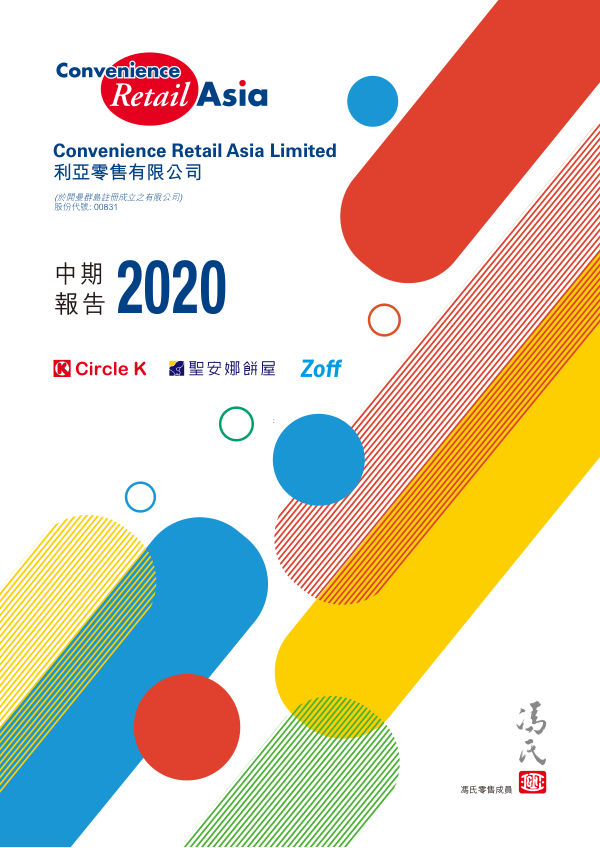 Convenience
Retail Asia
Convenience Retail Asia Limited
利亞零售有限公司
(於開曼群島註冊成立之有限公司)
股份代號: 00831
中期
報告 2020
Circle K 聖安娜餅屋 Zoff
馮氏
馮氏零售成員